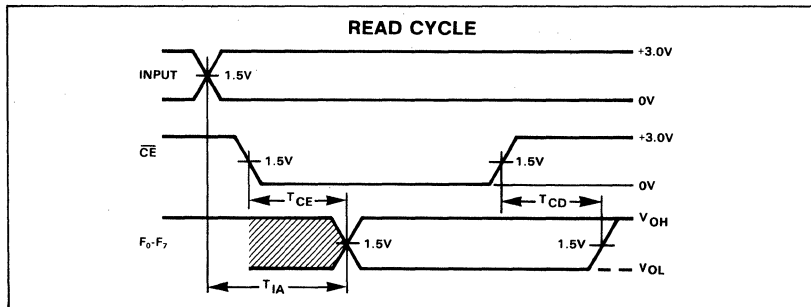 READ CYCLE
+3.0V
INPUT
1.5V
0V
+3.0V
CE
1.5V
1.5V
0V
TCE
TCD
VOH
F0-F7
1.5V
1.5V
VOL
TIA